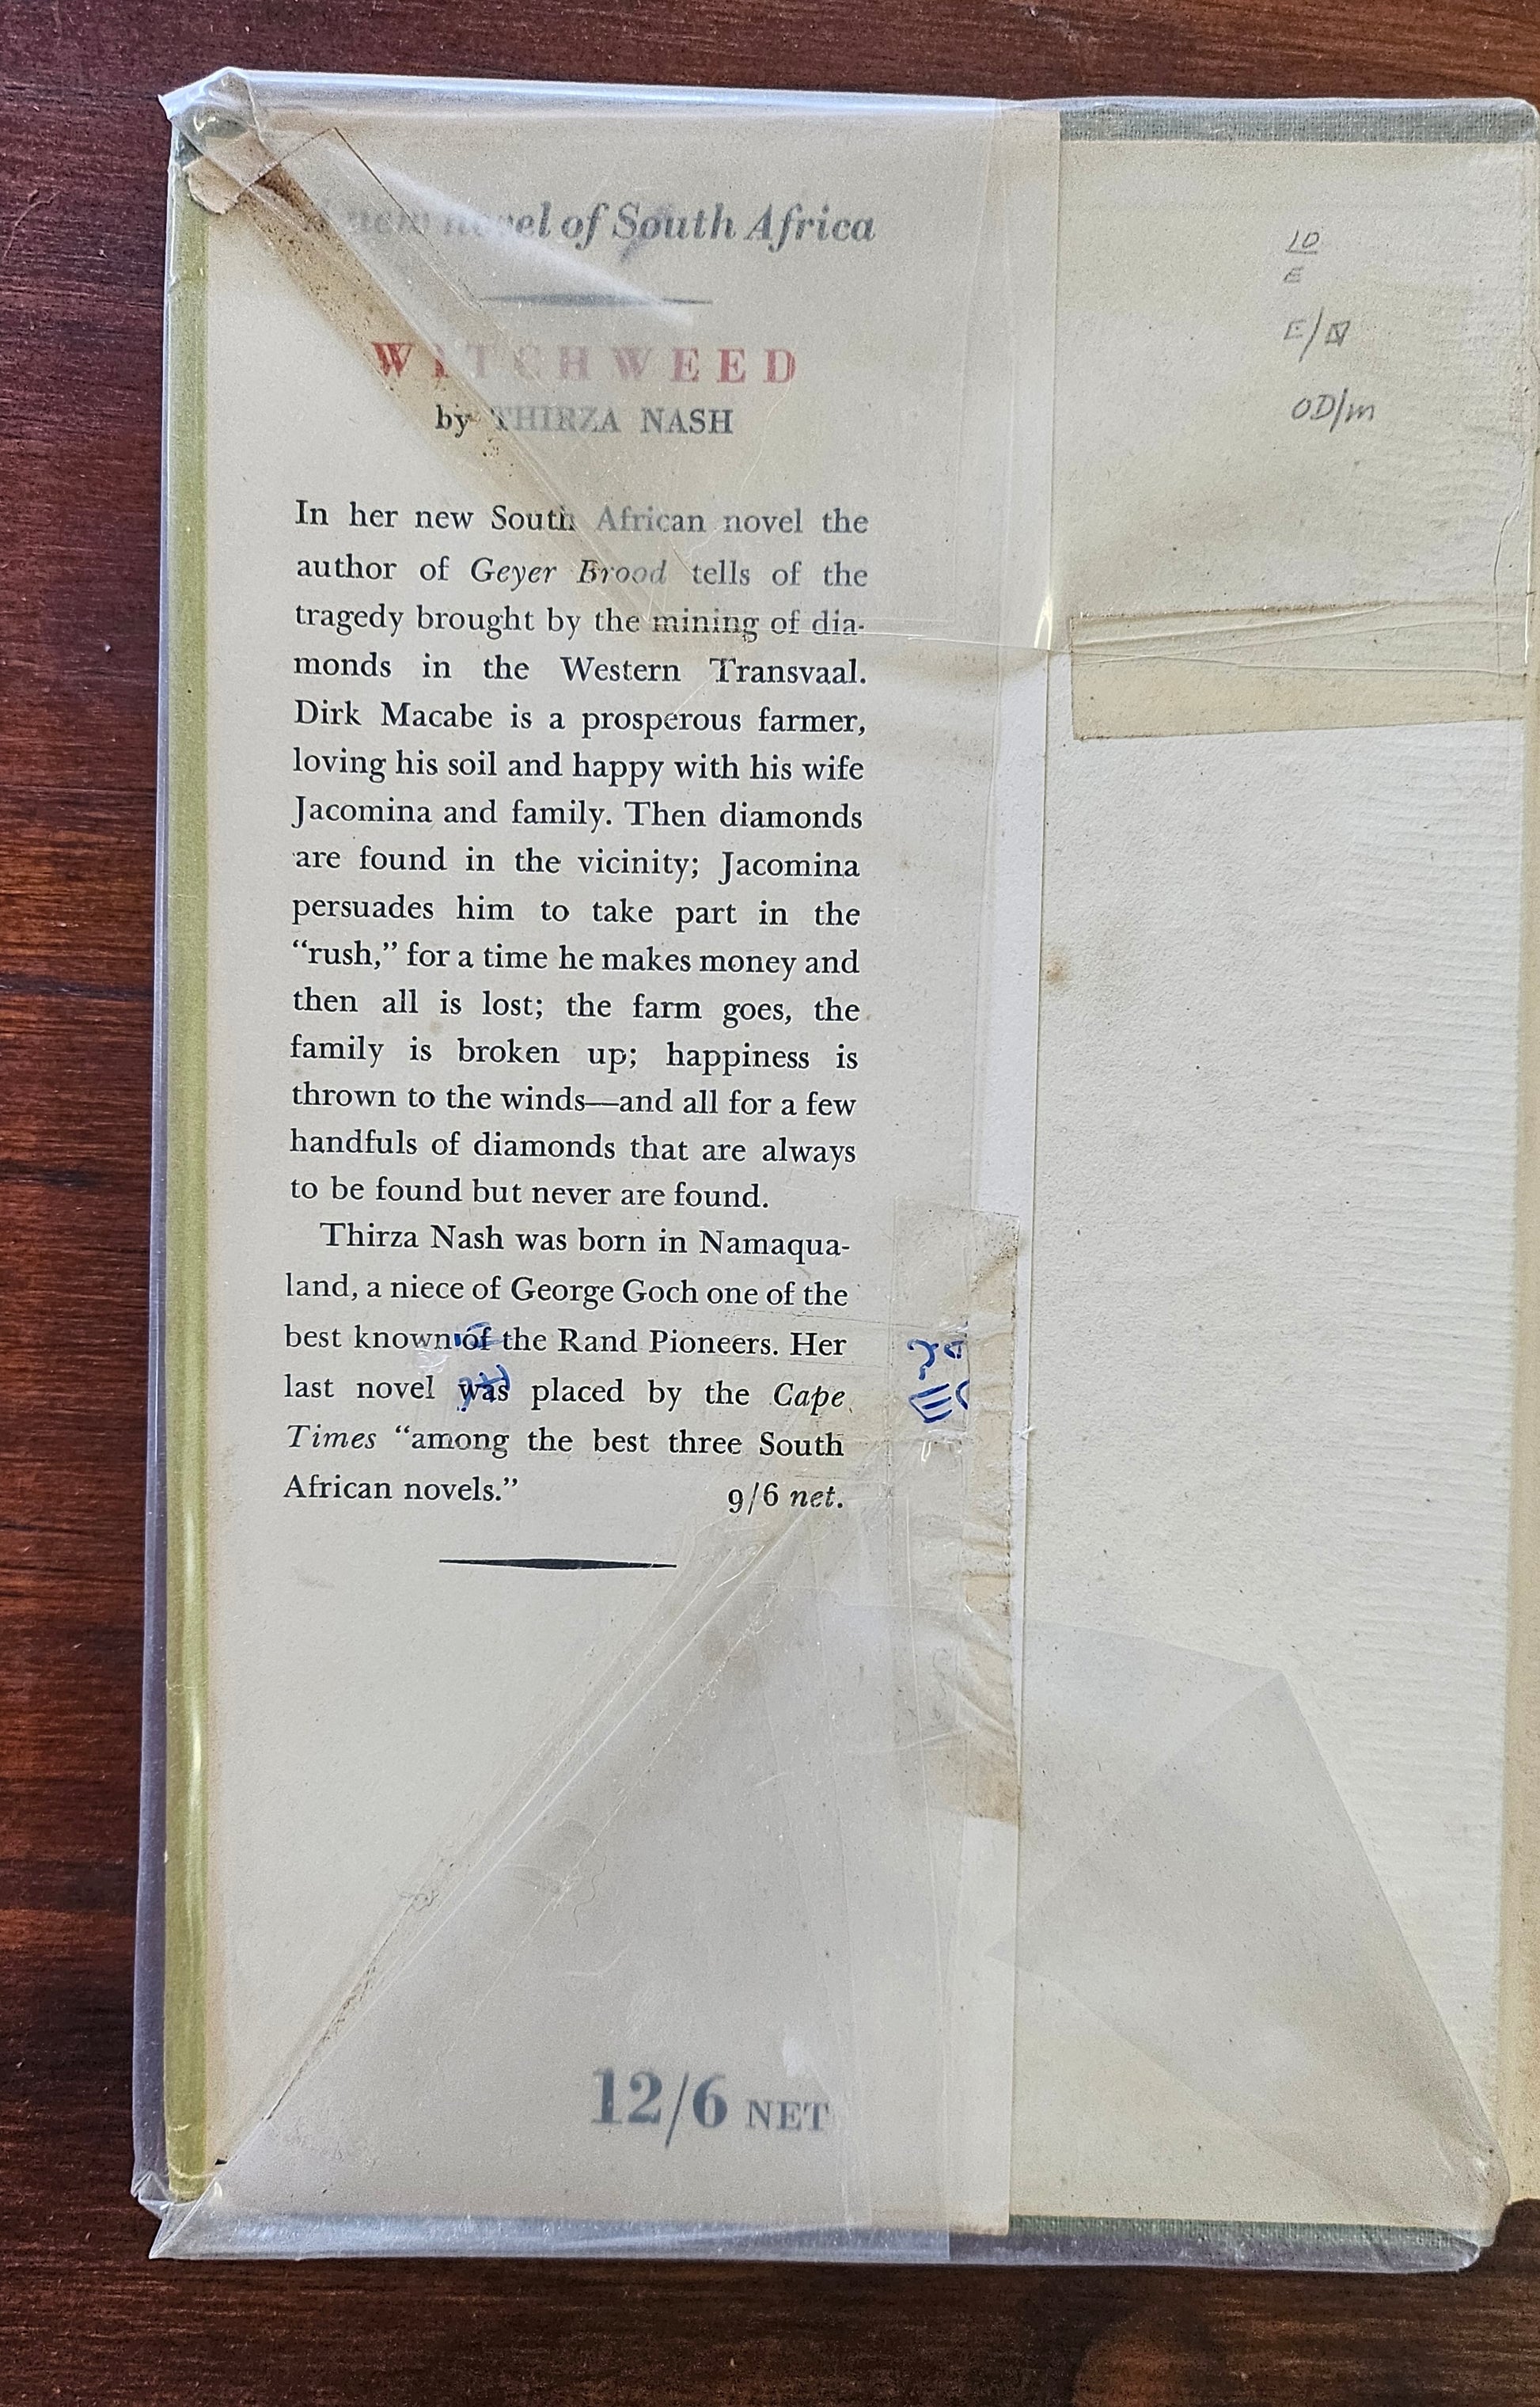 A new novel of South Africa
WITCHWEED
by THIRZA NASH
In her new South African novel the
author of Geyer Brood tells of the
tragedy brought by the mining of dia-
monds in the Western Transvaal.
Dirk Macabe is a prosperous farmer,
loving his soil and happy with his wife
Jacomina and family. Then diamonds
are found in the vicinity; Jacomina
persuades him to take part in the
“rush,” for a time he makes money and
then all is lost; the farm goes, the
family is broken up; happiness is
thrown to the winds—and all for a few
handfuls of diamonds that are always
to be found but never are found.
Thirza Nash was born in Namaqua-
land, a niece of George Goch one of the
best known of the Rand Pioneers. Her
last novel was placed by the Cape
Times “among the best three South
African novels.” 9/6 net.
12/6 NET
10
E
OD/m